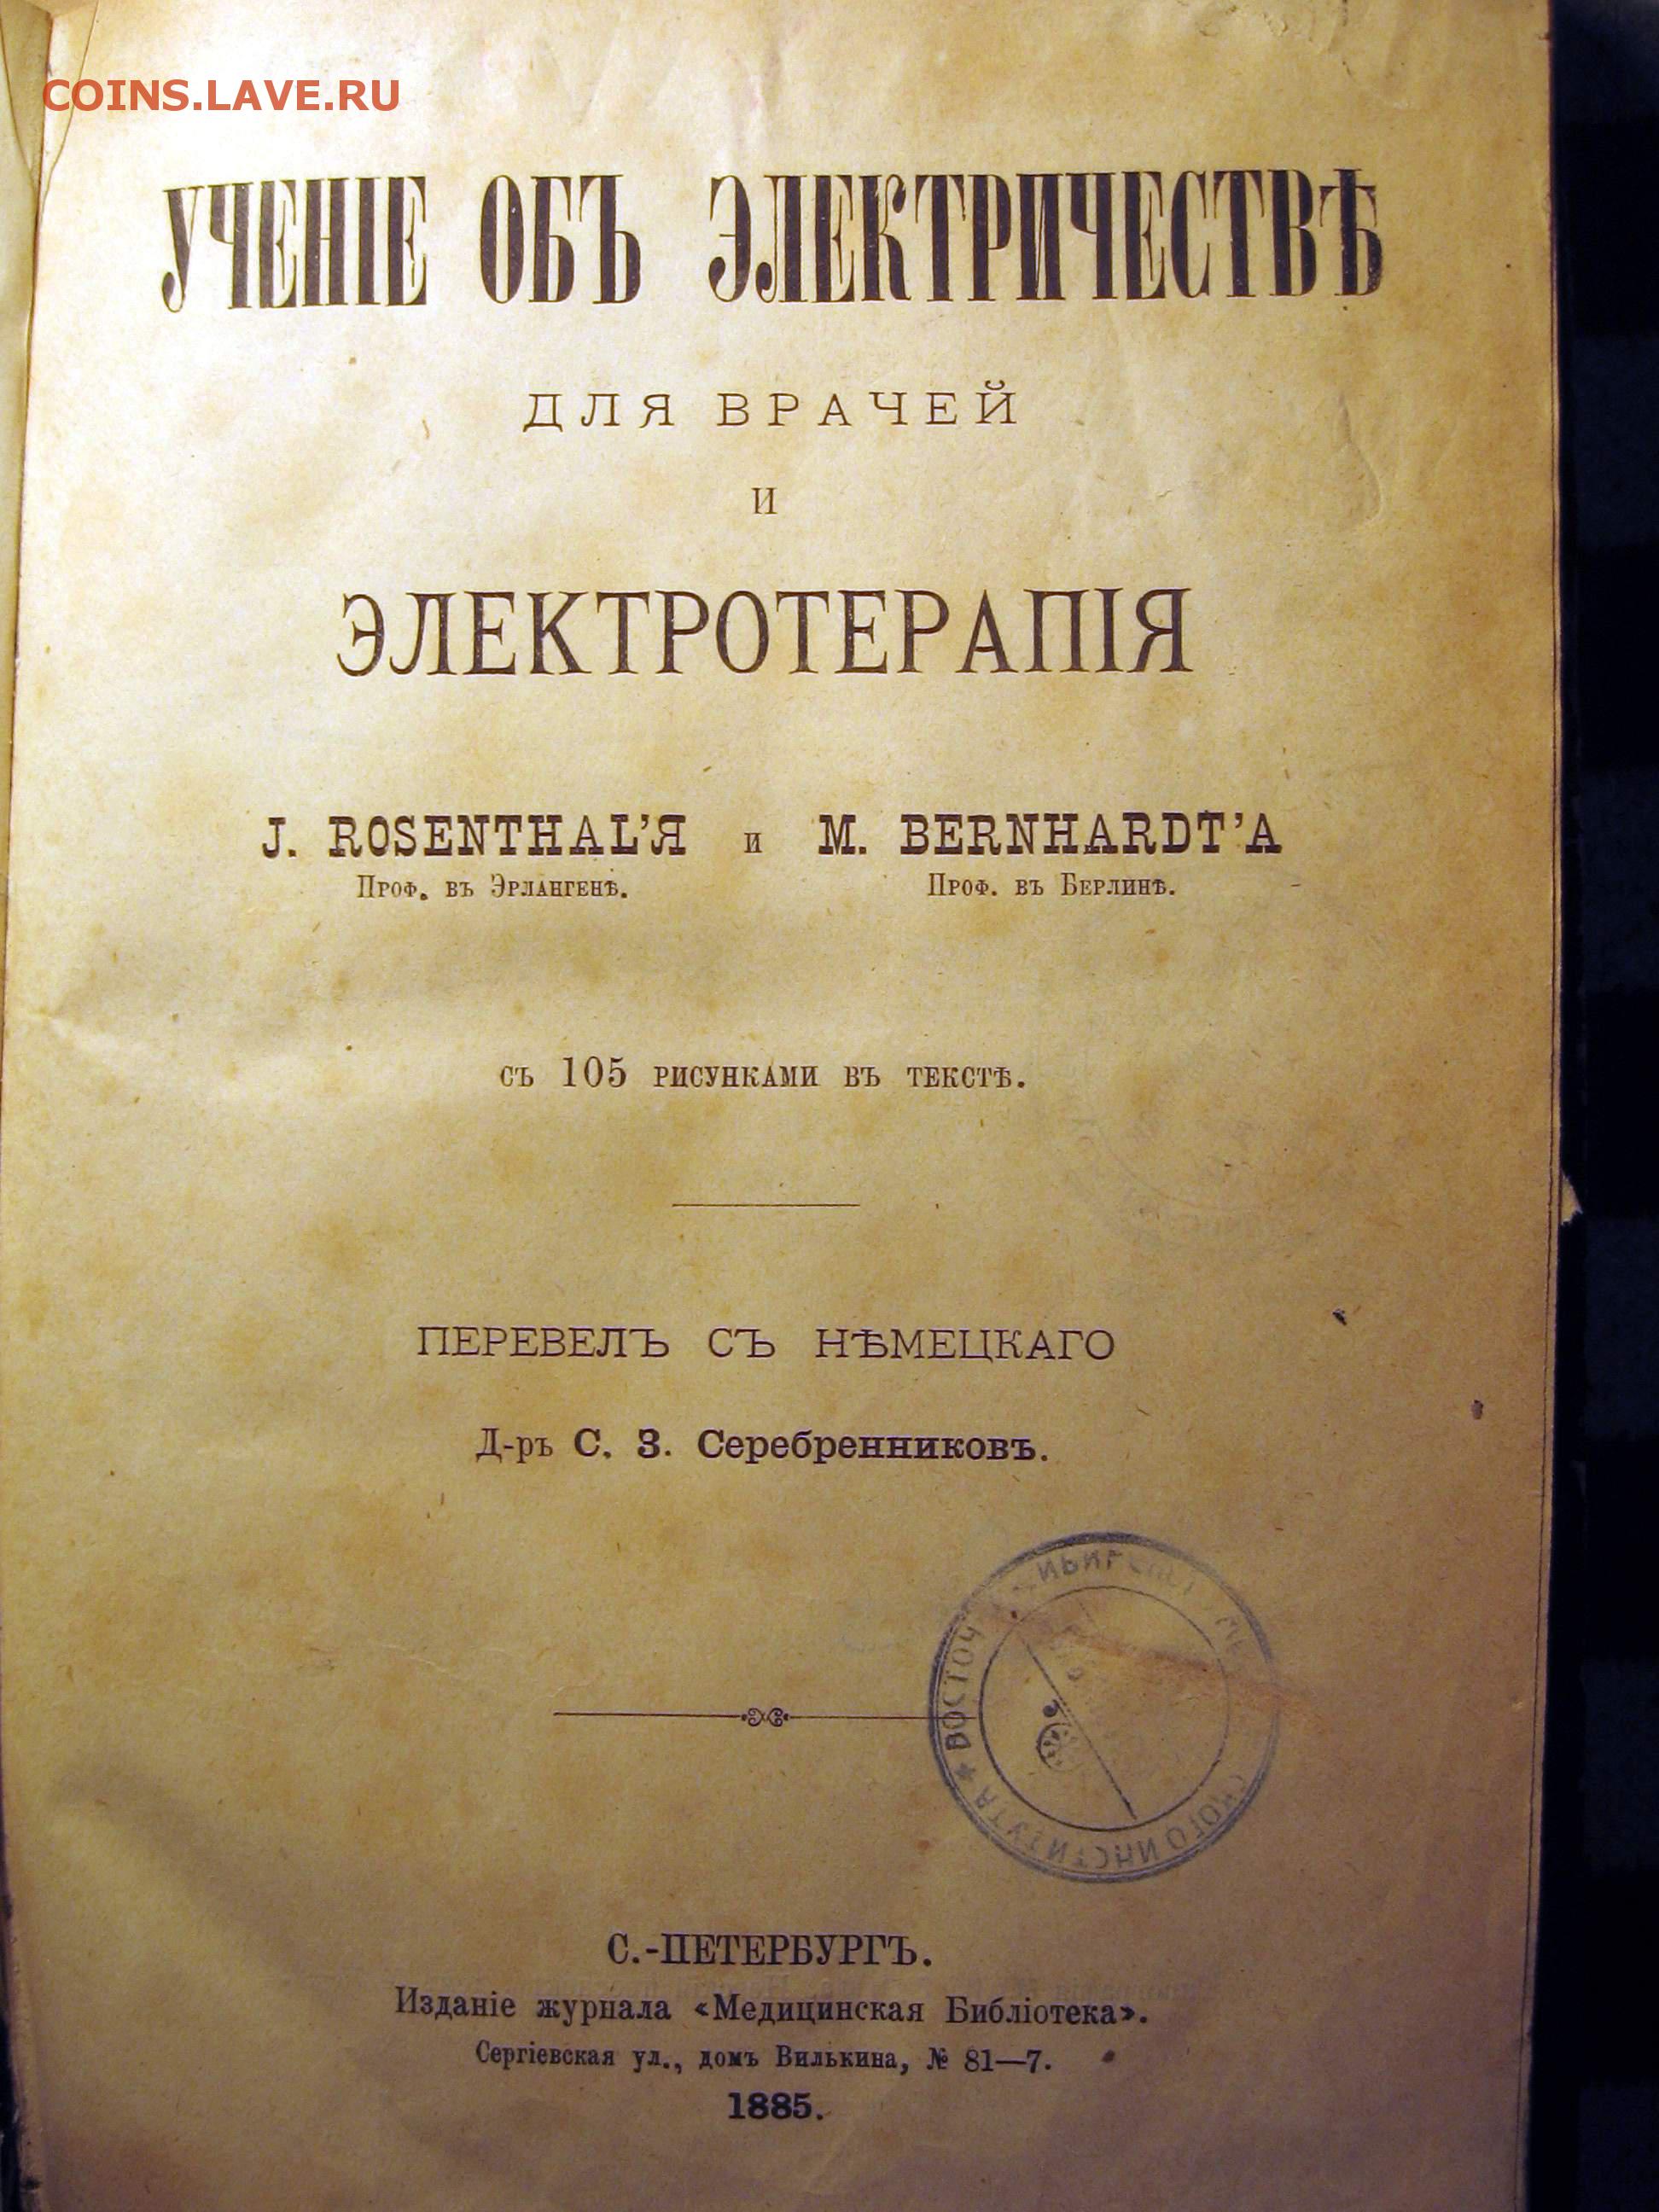 COINS.LAVE.RU
УЧЕНІЕ ОБЪ ЭЛЕКТРИЧЕСТВѢ
ДЛЯ ВРАЧЕЙ
И
ЭЛЕКТРОТЕРАПІЯ
J. ROSENTHAL'Я и M. BERNHARDT'А
Проф. въ Эрлангенѣ. Проф. въ Берлинѣ.
съ 105 рисунками въ текстѣ.
ПЕРЕВЕЛЪ СЪ НѢМЕЦКАГО
Д-ръ С. З. Серебренниковъ.
ИНСТИТУТА
С.-ПЕТЕРБУРГЪ.
Изданіе журнала «Медицинская Библіотека».
Сергіевская ул., домъ Вилькина, № 81—7.
1885.